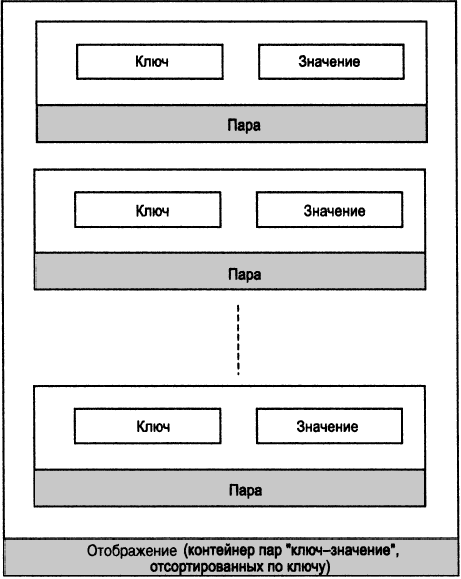 Ключ Значение
Пара
Ключ Значение
Пара
Ключ Значение
Пара
Отображение (контейнер пар "ключ–значение",
отсортированных по ключу)